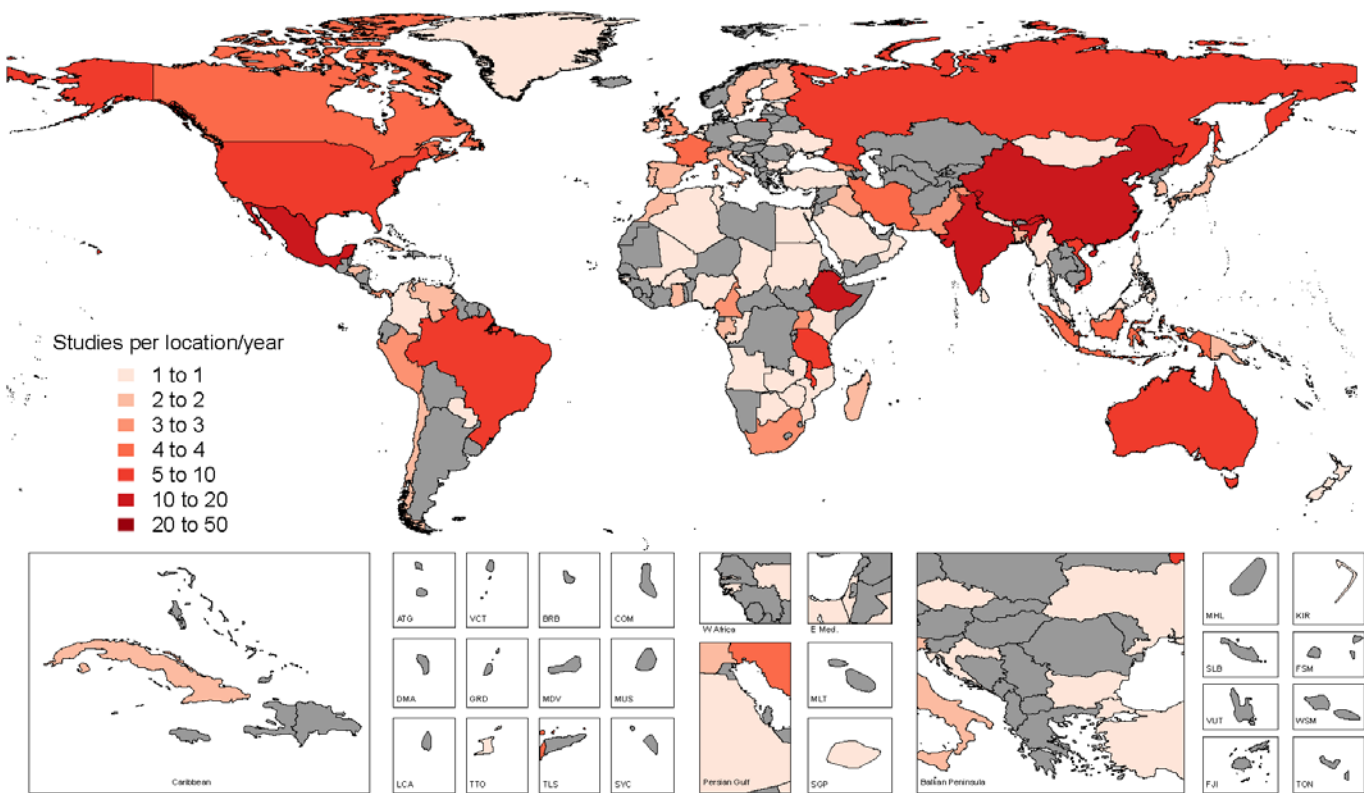 Studies per location/year
1 to 1
2 to 2
3 to 3
4 to 4
5 to 10
10 to 20
20 to 50
Caribbean
ATG
VCT
BRB
COM
DMA
GRD
MDV
MUS
LCA
TTO
TLS
SYC
W Africa
E Med.
Persian Gulf
MLT
SGP
Balkan Peninsula
MHL
KIR
SLB
FSM
VUT
WSM
FJI
TON